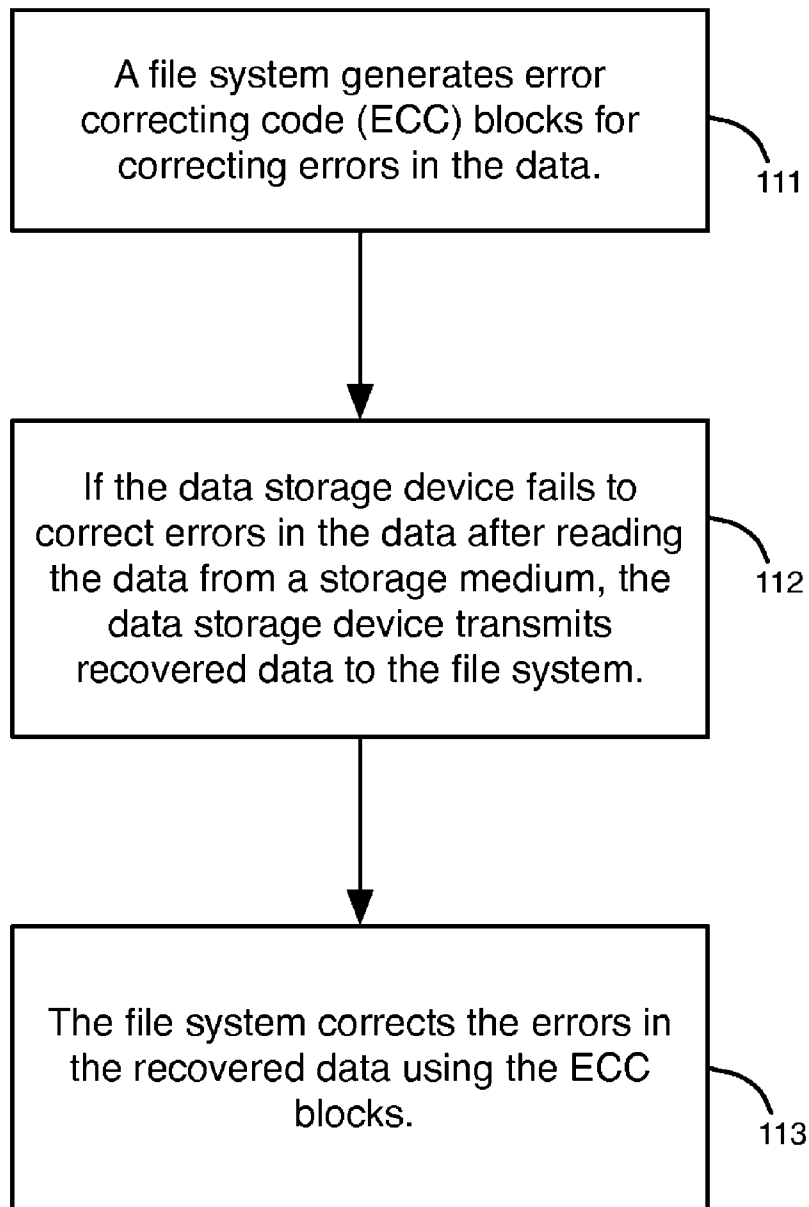 A file system generates error
correcting code (ECC) blocks for
correcting errors in the data.
111
If the data storage device fails to
correct errors in the data after reading
the data from a storage medium, the
data storage device transmits
recovered data to the file system.
112
The file system corrects the errors in
the recovered data using the ECC
blocks.
113